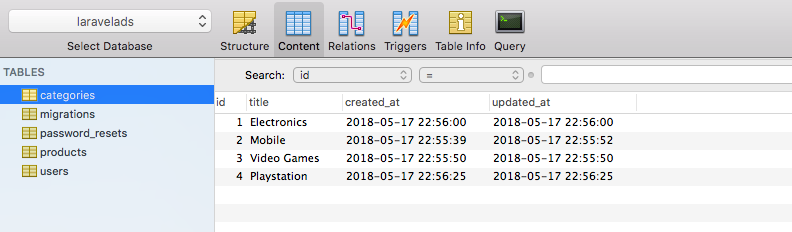 laravelads
Select Database
Structure Content Relations Triggers Table Info Query
TABLES
categories
migrations
password_resets
products
users
Search: id =
id title created_at updated_at
1 Electronics 2018-05-17 22:56:00 2018-05-17 22:56:00
2 Mobile 2018-05-17 22:55:39 2018-05-17 22:55:52
3 Video Games 2018-05-17 22:55:50 2018-05-17 22:55:50
4 Playstation 2018-05-17 22:56:25 2018-05-17 22:56:25